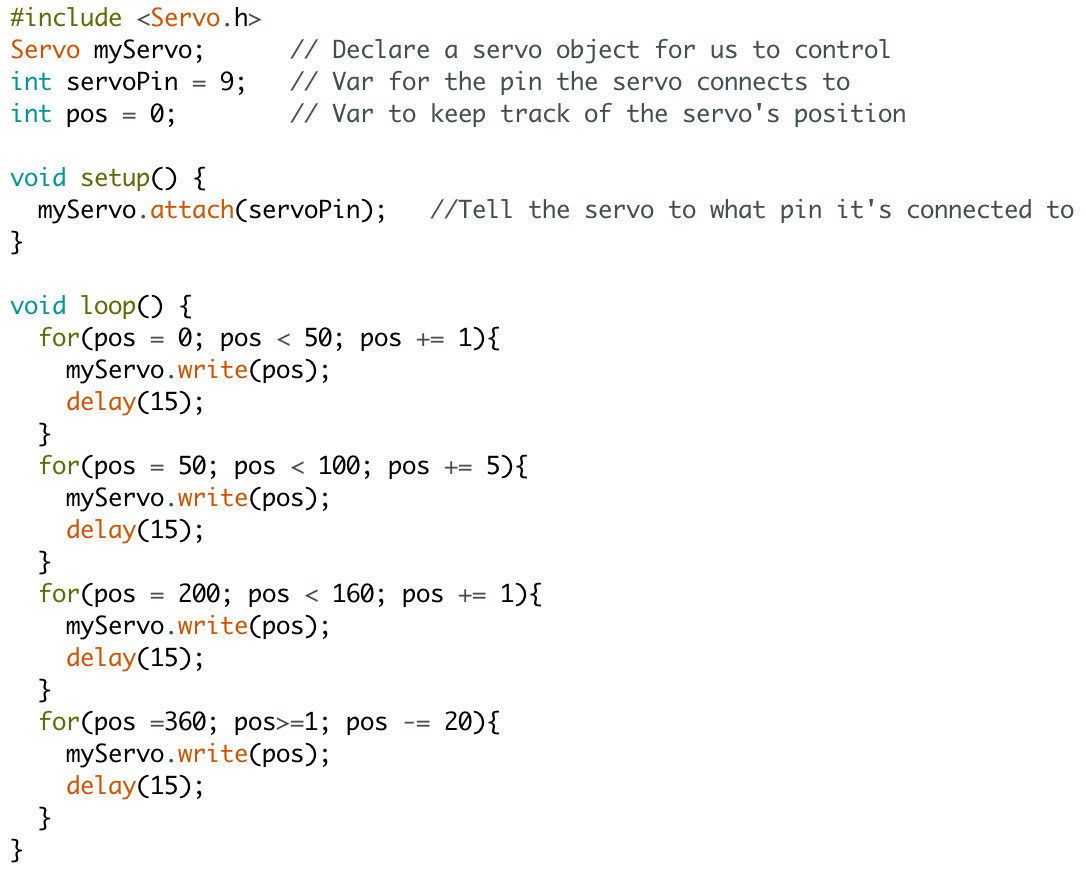 #include <Servo.h>
Servo myServo;      // Declare a servo object for us to control
int servoPin = 9;   // Var for the pin the servo connects to
int pos = 0;        // Var to keep track of the servo's position

void setup() {
  myServo.attach(servoPin);   //Tell the servo to what pin it's connected to
}

void loop() {
  for(pos = 0; pos < 50; pos += 1){
    myServo.write(pos);
    delay(15);
  }
  for(pos = 50; pos < 100; pos += 5){
    myServo.write(pos);
    delay(15);
  }
  for(pos = 200; pos < 160; pos += 1){
    myServo.write(pos);
    delay(15);
  }
  for(pos =360; pos>=1; pos -= 20){
    myServo.write(pos);
    delay(15);
  }
}